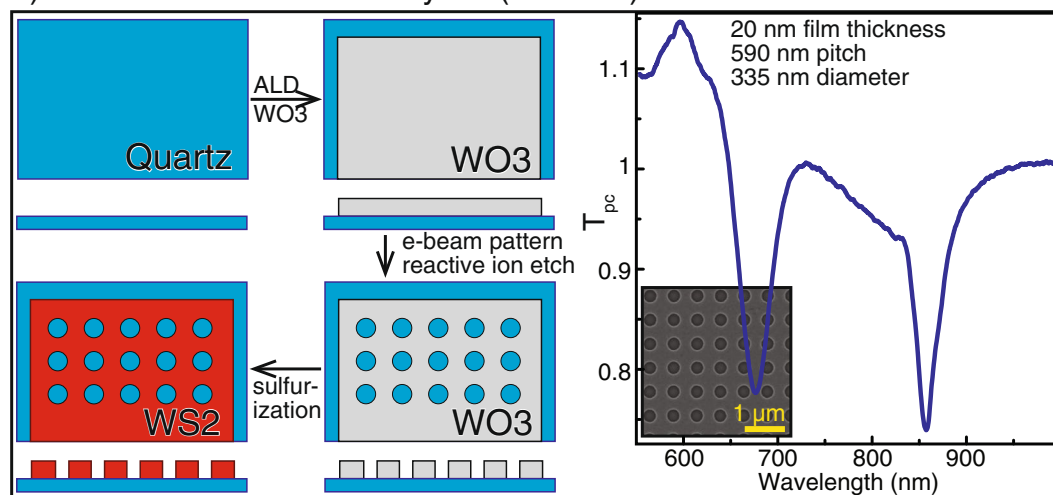 Quartz
ALD
WO3
WO3
e-beam pattern
reactive ion etch
WO3
sulfur-
ization
WS2
20 nm film thickness
590 nm pitch
335 nm diameter
T_pc
1.1
1
0.9
0.8
1 μm
600 700 800 900
Wavelength (nm)